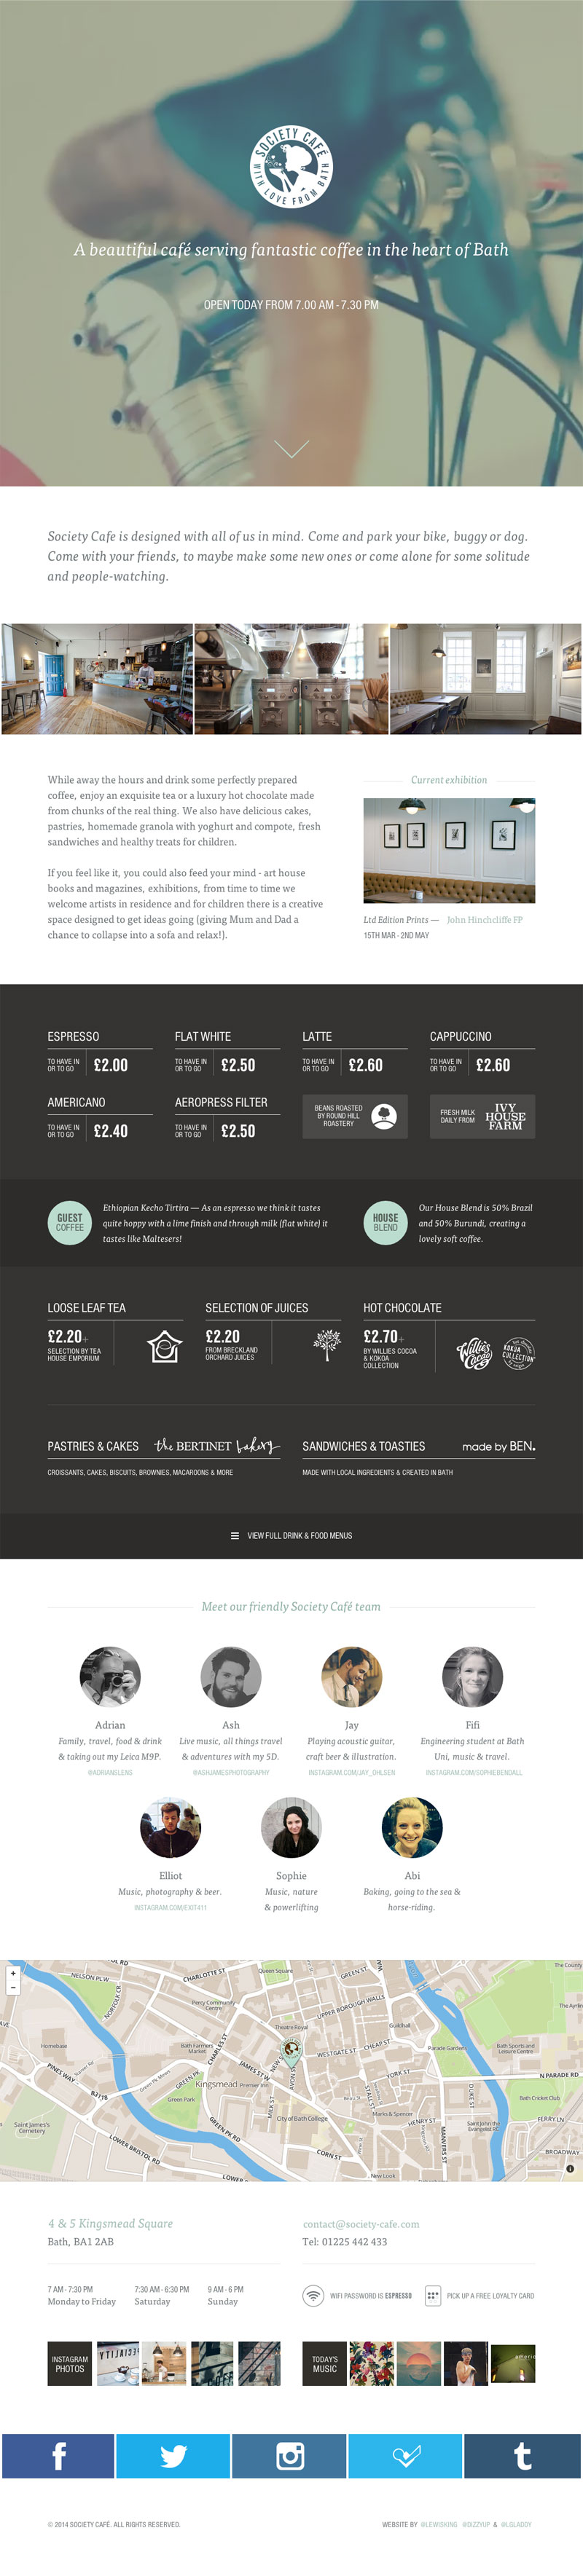 SOCIETY CAFÉ
WITH LOVE FROM BATH
A beautiful café serving fantastic coffee in the heart of Bath
OPEN TODAY FROM 7.00 AM - 7.30 PM
Society Cafe is designed with all of us in mind. Come and park your bike, buggy or dog.
Come with your friends, to maybe make some new ones or come alone for some solitude
and people-watching.
While away the hours and drink some perfectly prepared
coffee, enjoy an exquisite tea or a luxury hot chocolate made
from chunks of the real thing. We also have delicious cakes,
pastries, homemade granola with yoghurt and compote, fresh
sandwiches and healthy treats for children.
If you feel like it, you could also feed your mind - art house
books and magazines, exhibitions, from time to time we
welcome artists in residence and for children there is a creative
space designed to get ideas going (giving Mum and Dad a
chance to collapse into a sofa and relax!).
Current exhibition
Ltd Edition Prints — John Hinchcliffe FP
15TH MAR - 2ND MAY
ESPRESSO
TO HAVE IN
OR TO GO
£2.00
FLAT WHITE
TO HAVE IN
OR TO GO
£2.50
LATTE
TO HAVE IN
OR TO GO
£2.60
CAPPUCCINO
TO HAVE IN
OR TO GO
£2.60
AMERICANO
TO HAVE IN
OR TO GO
£2.40
AEROPRESS FILTER
TO HAVE IN
OR TO GO
£2.50
BEANS ROASTED
BY ROUND HILL
ROASTERY
FRESH MILK
DAILY FROM
IVY
HOUSE
FARM
GUEST
COFFEE
Ethiopian Kecho Tirtira — As an espresso we think it tastes
quite hoppy with a lime finish and through milk (flat white) it
tastes like Maltesers!
HOUSE
BLEND
Our House Blend is 50% Brazil
and 50% Burundi, creating a
lovely soft coffee.
LOOSE LEAF TEA
£2.20+
SELECTION BY TEA
HOUSE EMPORIUM
SELECTION OF JUICES
£2.20
FROM BRECKLAND
ORCHARD JUICES
HOT CHOCOLATE
£2.70+
BY WILLIES COCOA
& KOKOA
COLLECTION
Willie's
Cacao
KOKOA
COLLECTION
PASTRIES & CAKES
the BERTINET bakery
CROISSANTS, CAKES, BISCUITS, BROWNIES, MACAROONS & MORE
SANDWICHES & TOASTIES
made by BEN.
MADE WITH LOCAL INGREDIENTS & CREATED IN BATH
VIEW FULL DRINK & FOOD MENUS
Meet our friendly Society Café team
Adrian
Family, travel, food & drink
& taking out my Leica M9P.
@ADRIANSLENS
Ash
Live music, all things travel
& adventures with my 5D.
@ASHJAMESPHOTOGRAPHY
Jay
Playing acoustic guitar,
craft beer & illustration.
INSTAGRAM.COM/JAY_OHLSEN
Fifi
Engineering student at Bath
Uni, music & travel.
INSTAGRAM.COM/SOPHIEBENDALL
Elliot
Music, photography & beer.
INSTAGRAM.COM/EXIT411
Sophie
Music, nature
& powerlifting
Abi
Baking, going to the sea &
horse-riding.
+
-
NELSON PL W
NORFOLK CR
CHARLOTTE ST
Queen Square
GREEN ST
The County
Percy Community
Centre
UPPER BOROUGH WALLS
Theatre Royal
Guildhall
Homebase
Bath Farmers
Market
CHARLES ST
JAMES ST W
WESTGATE ST
CHEAP ST
Parade Gardens
Bath Sports and
Leisure Centre
PINES WAY
B3118
GREEN PK
Kingsmead
Premier Inn
AVON ST
YORK ST
N PARADE RD
Green Park
MILK ST
City of Bath College
Marks & Spencer
HENRY ST
DUKE ST
Bath Cricket Club
Saint James's
Cemetery
Saint John the
Evangelist RC
FERRY LN
LOWER BRISTOL RD
GREEN PK RD
CORN ST
MANVERS ST
BROADWAY
New Look
4 & 5 Kingsmead Square
Bath, BA1 2AB
contact@society-cafe.com
Tel: 01225 442 433
7 AM - 7:30 PM
Monday to Friday
7:30 AM - 6:30 PM
Saturday
9 AM - 6 PM
Sunday
WIFI PASSWORD IS ESPRESSO
PICK UP A FREE LOYALTY CARD
INSTAGRAM
PHOTOS
TODAY'S
MUSIC
© 2014 SOCIETY CAFÉ. ALL RIGHTS RESERVED.
WEBSITE BY @LEWISKING @DIZZYUP & @LGLADDY